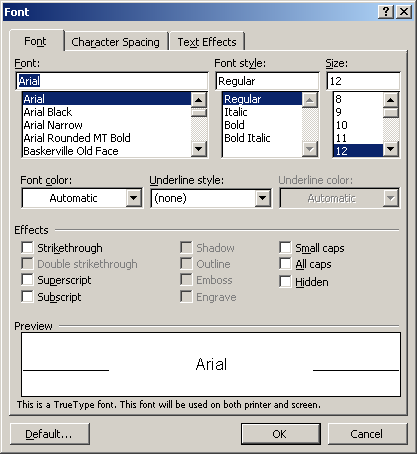 Font
Font Character Spacing Text Effects
Font: Font style: Size:
Arial Regular 12
Arial Regular 8
Arial Black Italic 9
Arial Narrow Bold 10
Arial Rounded MT Bold Bold Italic 11
Baskerville Old Face 12
Font color: Underline style: Underline color:
Automatic (none) Automatic
Effects
Strikethrough Shadow Small caps
Double strikethrough Outline All caps
Superscript Emboss Hidden
Subscript Engrave
Preview
Arial
This is a TrueType font. This font will be used on both printer and screen.
Default... OK Cancel